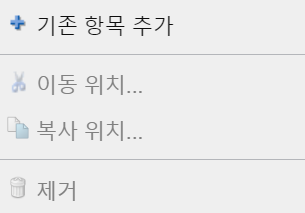 기존 항목 추가
이동 위치...
복사 위치...
제거